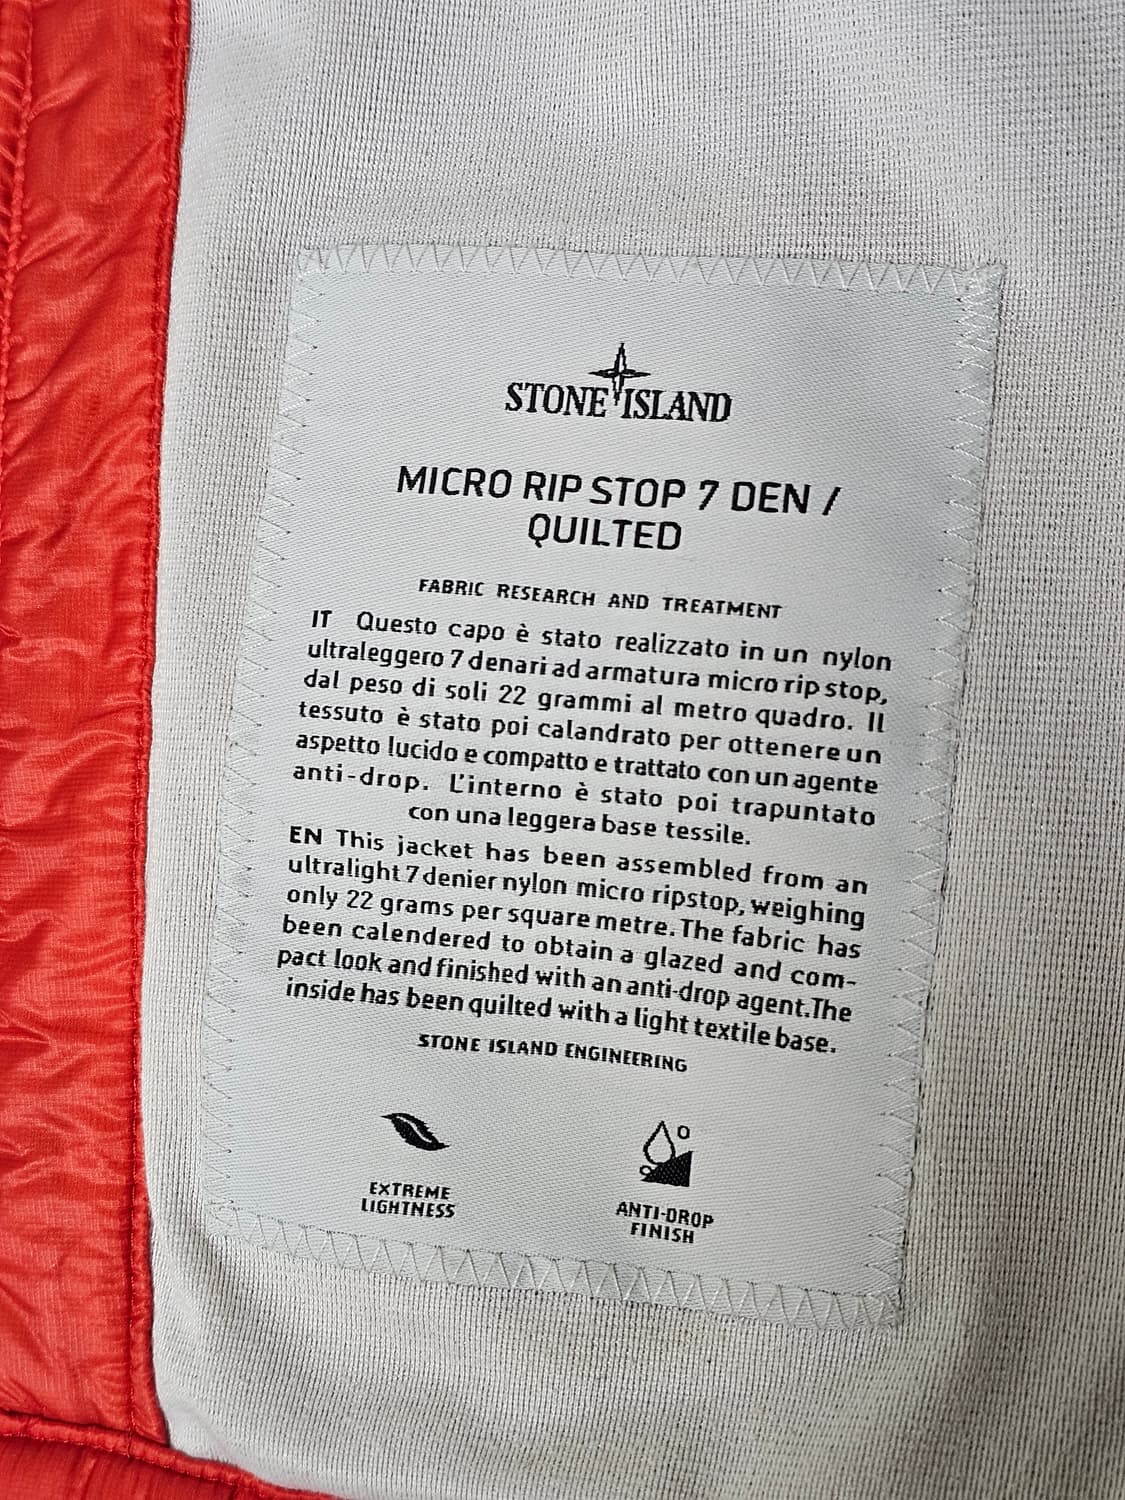 STONE ISLAND
MICRO RIP STOP 7 DEN /
QUILTED
FABRIC RESEARCH AND TREATMENT
IT Questo capo è stato realizzato in un nylon
ultraleggero 7 denari ad armatura micro rip stop,
dal peso di soli 22 grammi al metro quadro. Il
tessuto è stato poi calandrato per ottenere un
aspetto lucido e compatto e trattato con un agente
anti-drop. L'interno è stato poi trapuntato
con una leggera base tessile.
EN This jacket has been assembled from an
ultralight 7 denier nylon micro ripstop, weighing
only 22 grams per square metre. The fabric has
been calendered to obtain a glazed and com-
pact look and finished with an anti-drop agent.The
inside has been quilted with a light textile base.
STONE ISLAND ENGINEERING
EXTREME
LIGHTNESS
ANTI-DROP
FINISH